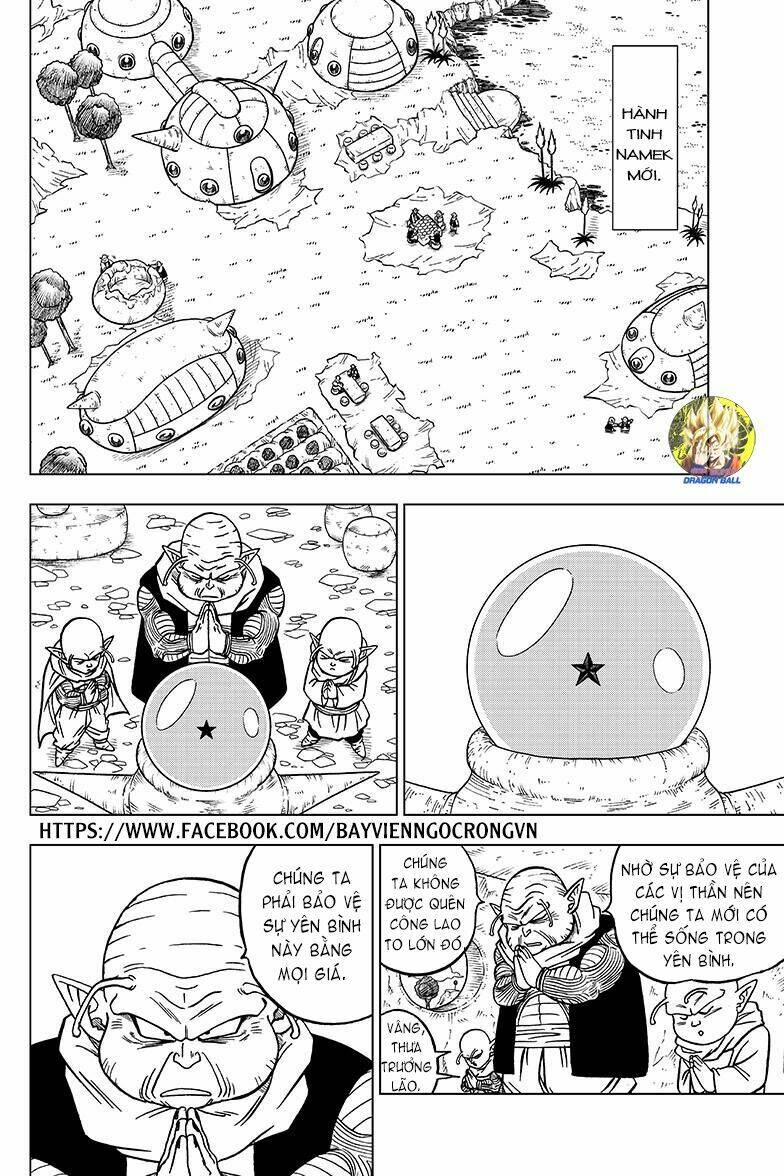 HÀNH
TINH
NAMEK
MỚI.
DRAGON BALL
HTTPS://WWW.FACEBOOK.COM/BAYVIENNGOCRONGVN
NHỜ SỰ BẢO VỆ CỦA
CÁC VỊ THẦN NÊN
CHÚNG TA MỚI CÓ
THỂ SỐNG TRONG
YÊN BÌNH.
CHÚNG
TA KHÔNG
ĐƯỢC QUÊN
CÔNG LAO
TO LỚN ĐÓ.
VÂNG,
THƯA
TRƯỞNG
LÃO.
CHÚNG TA
PHẢI BẢO VỆ
SỰ YÊN BÌNH
NÀY BẰNG
MỌI GIÁ.